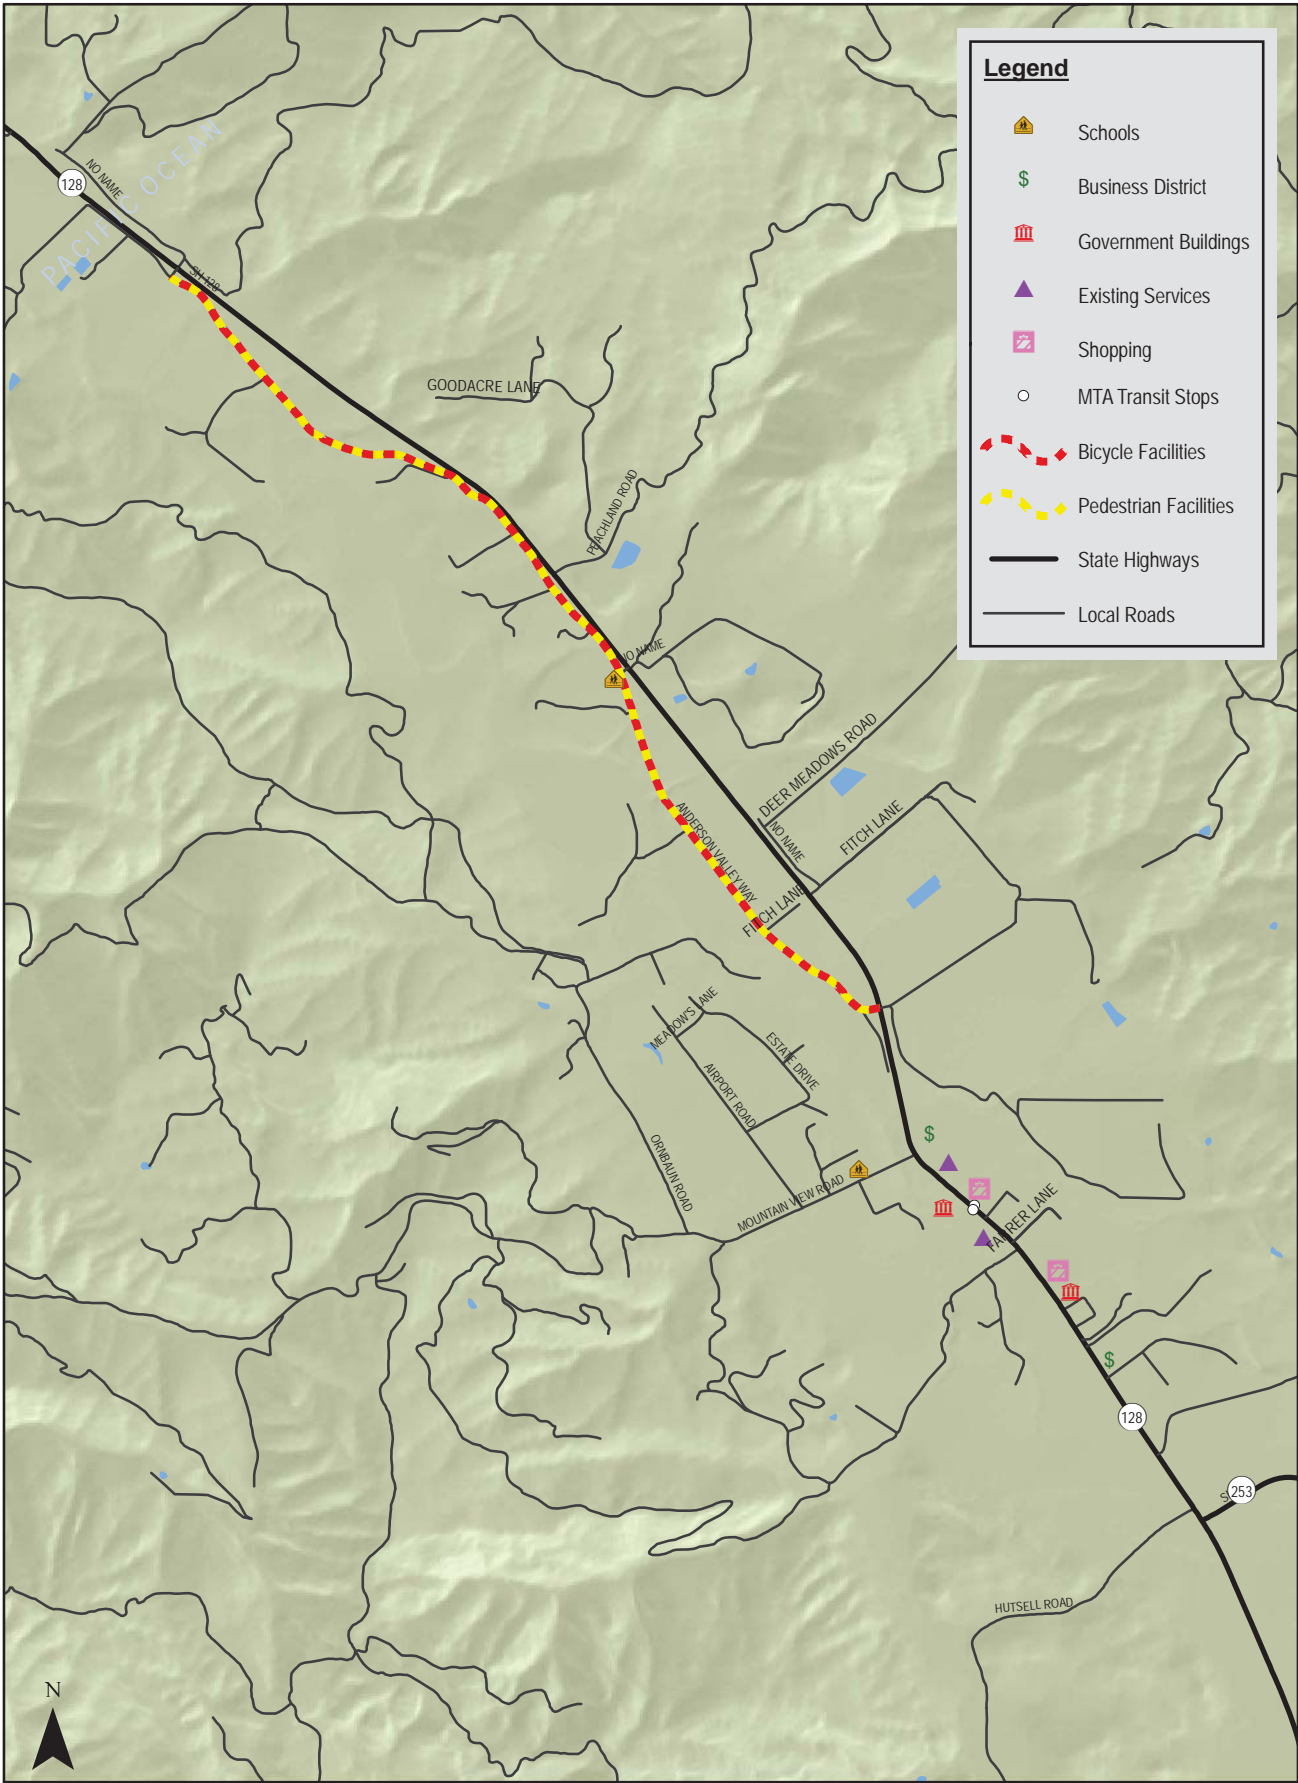 Legend
Schools
$
Business District
Government Buildings
Existing Services
Shopping
MTA Transit Stops
Bicycle Facilities
Pedestrian Facilities
State Highways
Local Roads
PACIFIC OCEAN
NO NAME
128
SH 128
GOODACRE LANE
PEACHLAND ROAD
NO NAME
DEER MEADOWS ROAD
NO NAME
FITCH LANE
ANDERSON VALLEY WAY
FITCH LANE
MEADOW'S LANE
ESTATE DRIVE
AIRPORT ROAD
ORNBAUN ROAD
MOUNTAIN VIEW ROAD
$
FARRER LANE
$
128
253
HUTSELL ROAD
N